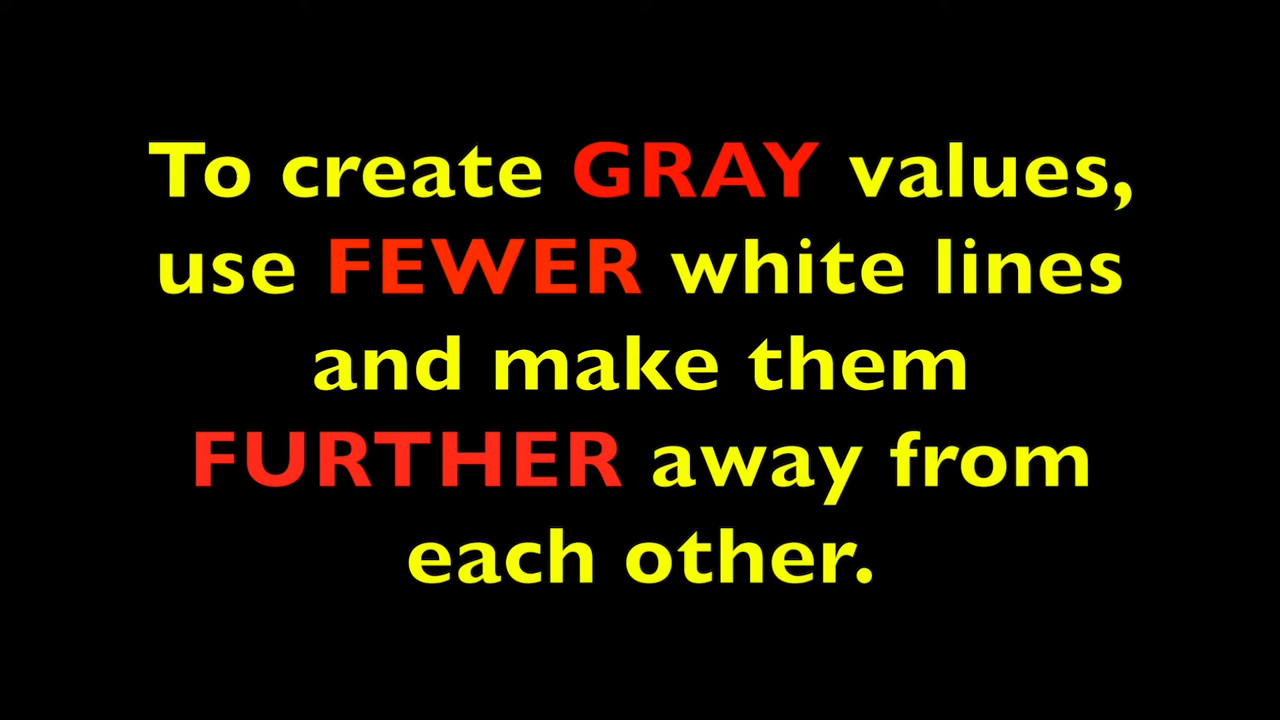 To create GRAY values,
use FEWER white lines
and make them
FURTHER away from
each other.